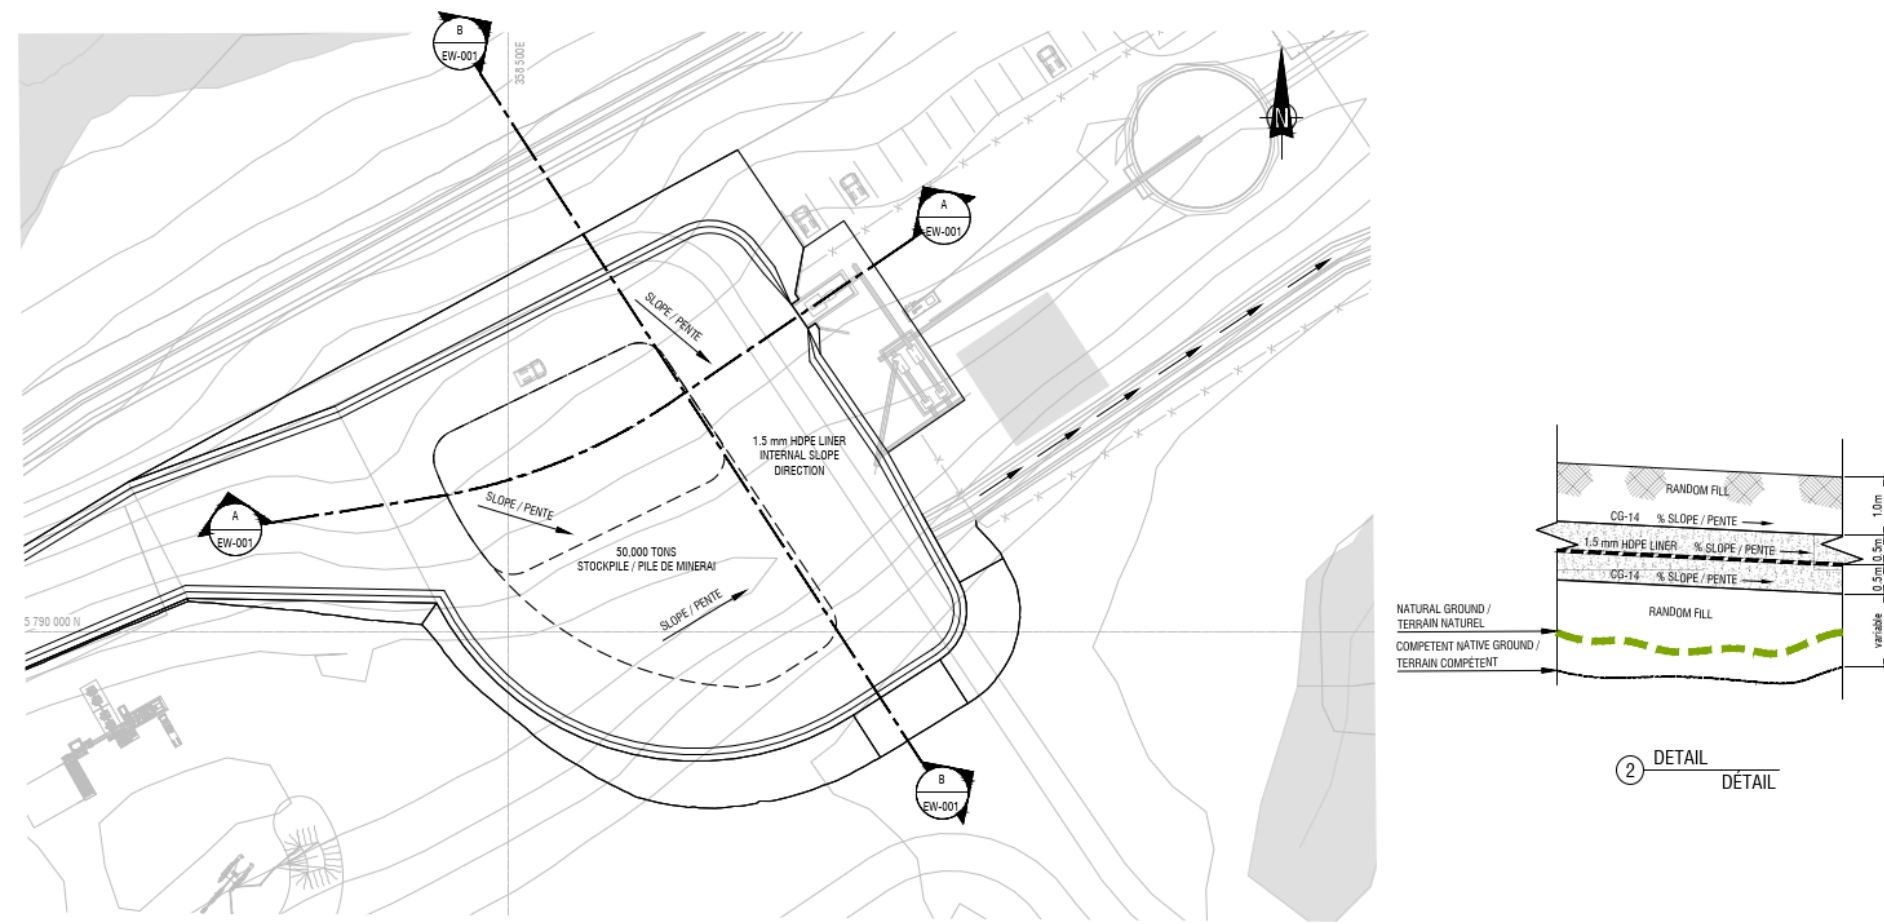 B
EW-001
358 500E
N
A
EW-001
SLOPE / PENTE
1.5 mm HDPE LINER
INTERNAL SLOPE
DIRECTION
SLOPE / PENTE
A
EW-001
50,000 TONS
STOCKPILE / PILE DE MINERAI
SLOPE / PENTE
5 790 000 N
B
EW-001
RANDOM FILL
1.0m
CG-14 % SLOPE / PENTE
1.5 mm HDPE LINER % SLOPE / PENTE
0.5m
CG-14 % SLOPE / PENTE
0.5m
NATURAL GROUND /
TERRAIN NATUREL
RANDOM FILL
variable
COMPETENT NATIVE GROUND /
TERRAIN COMPÉTENT
2 DETAIL
DÉTAIL